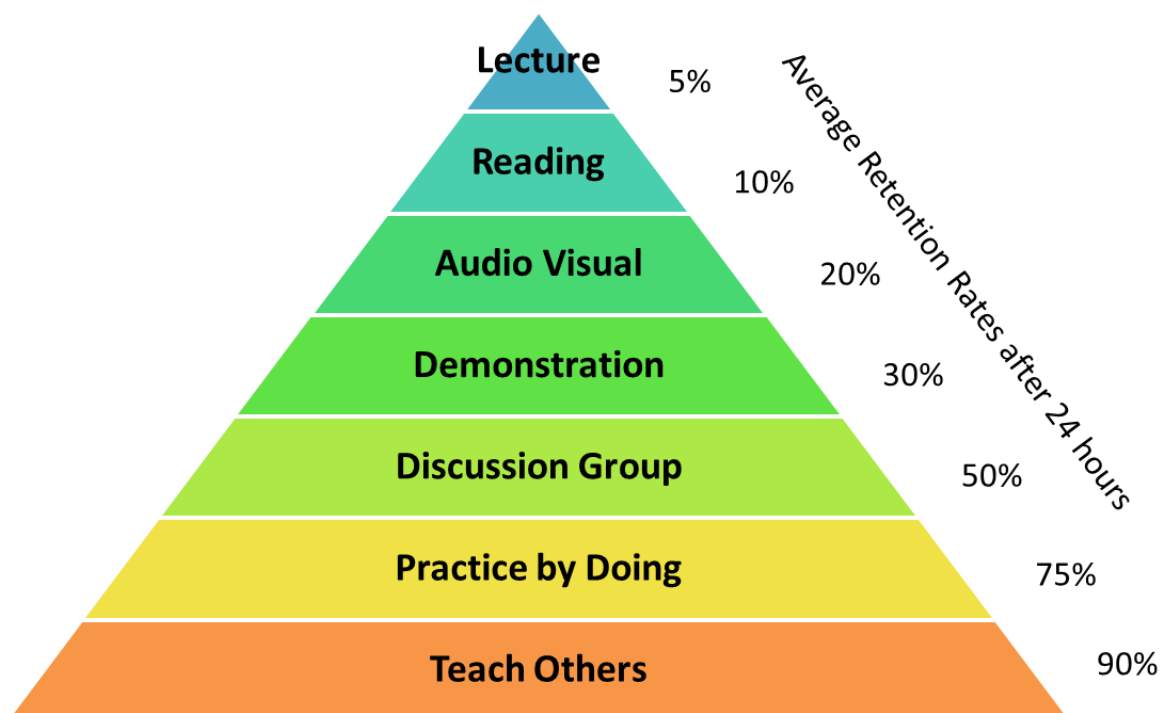 Lecture
5%
Reading
10%
Audio Visual
20%
Demonstration
30%
Discussion Group
50%
Practice by Doing
75%
Teach Others
90%
Average Retention Rates after 24 hours